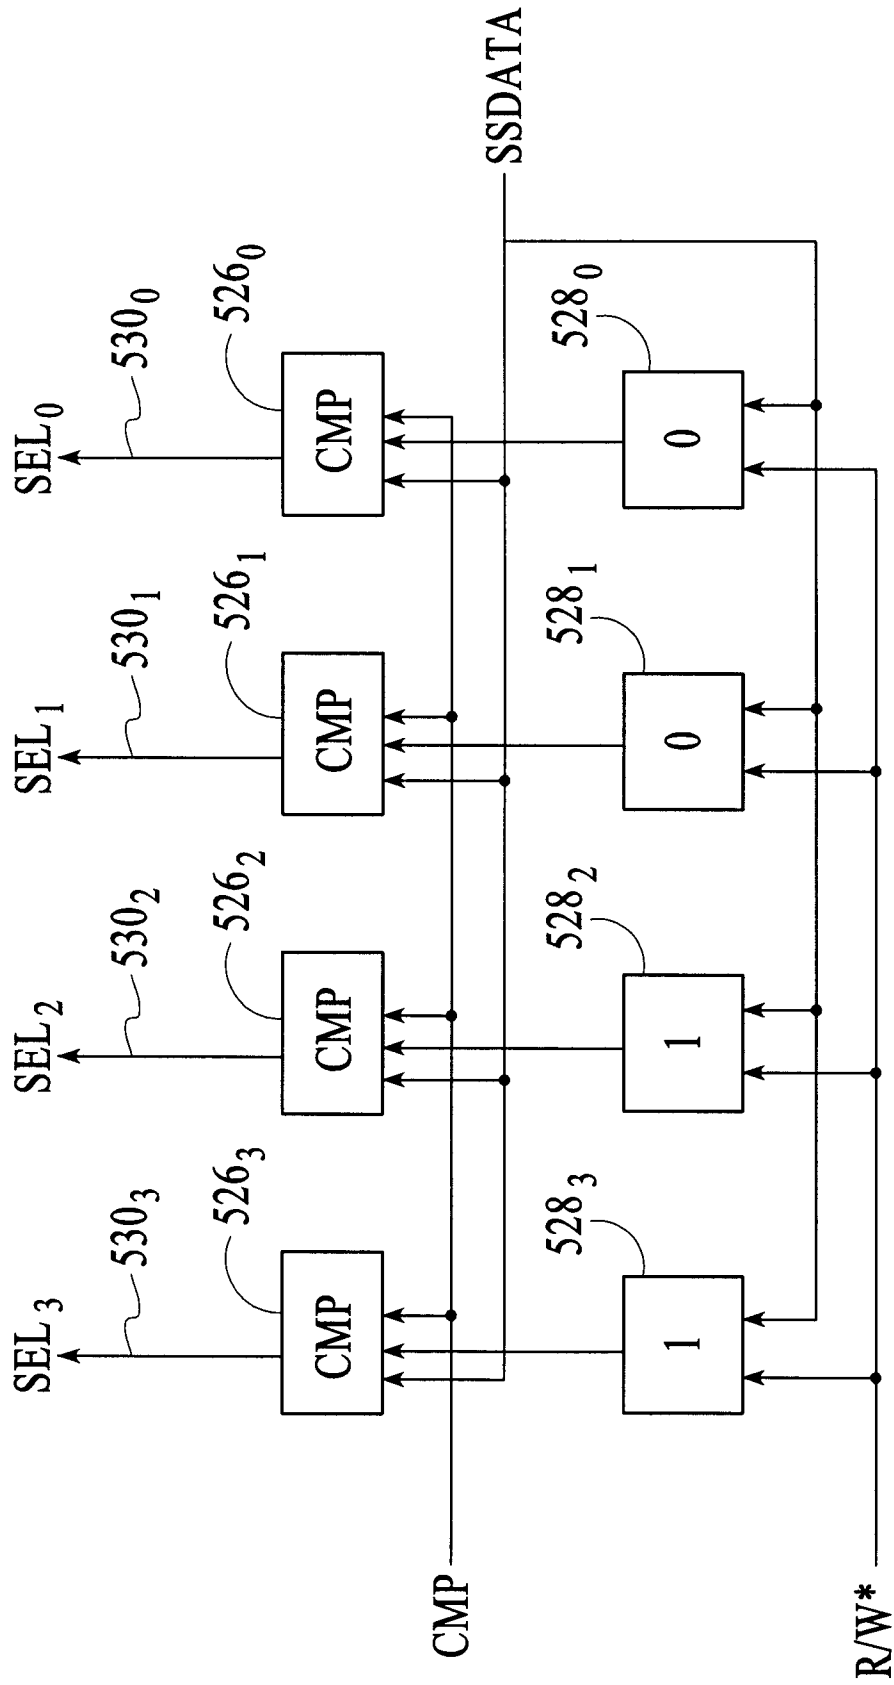 SEL3 SEL2 SEL1 SEL0
5303 5302 5301 5300
5263 5262 5261 5260
CMP CMP CMP CMP
CMP SSDATA
5283 5282 5281 5280
1 1 0 0
R/W*